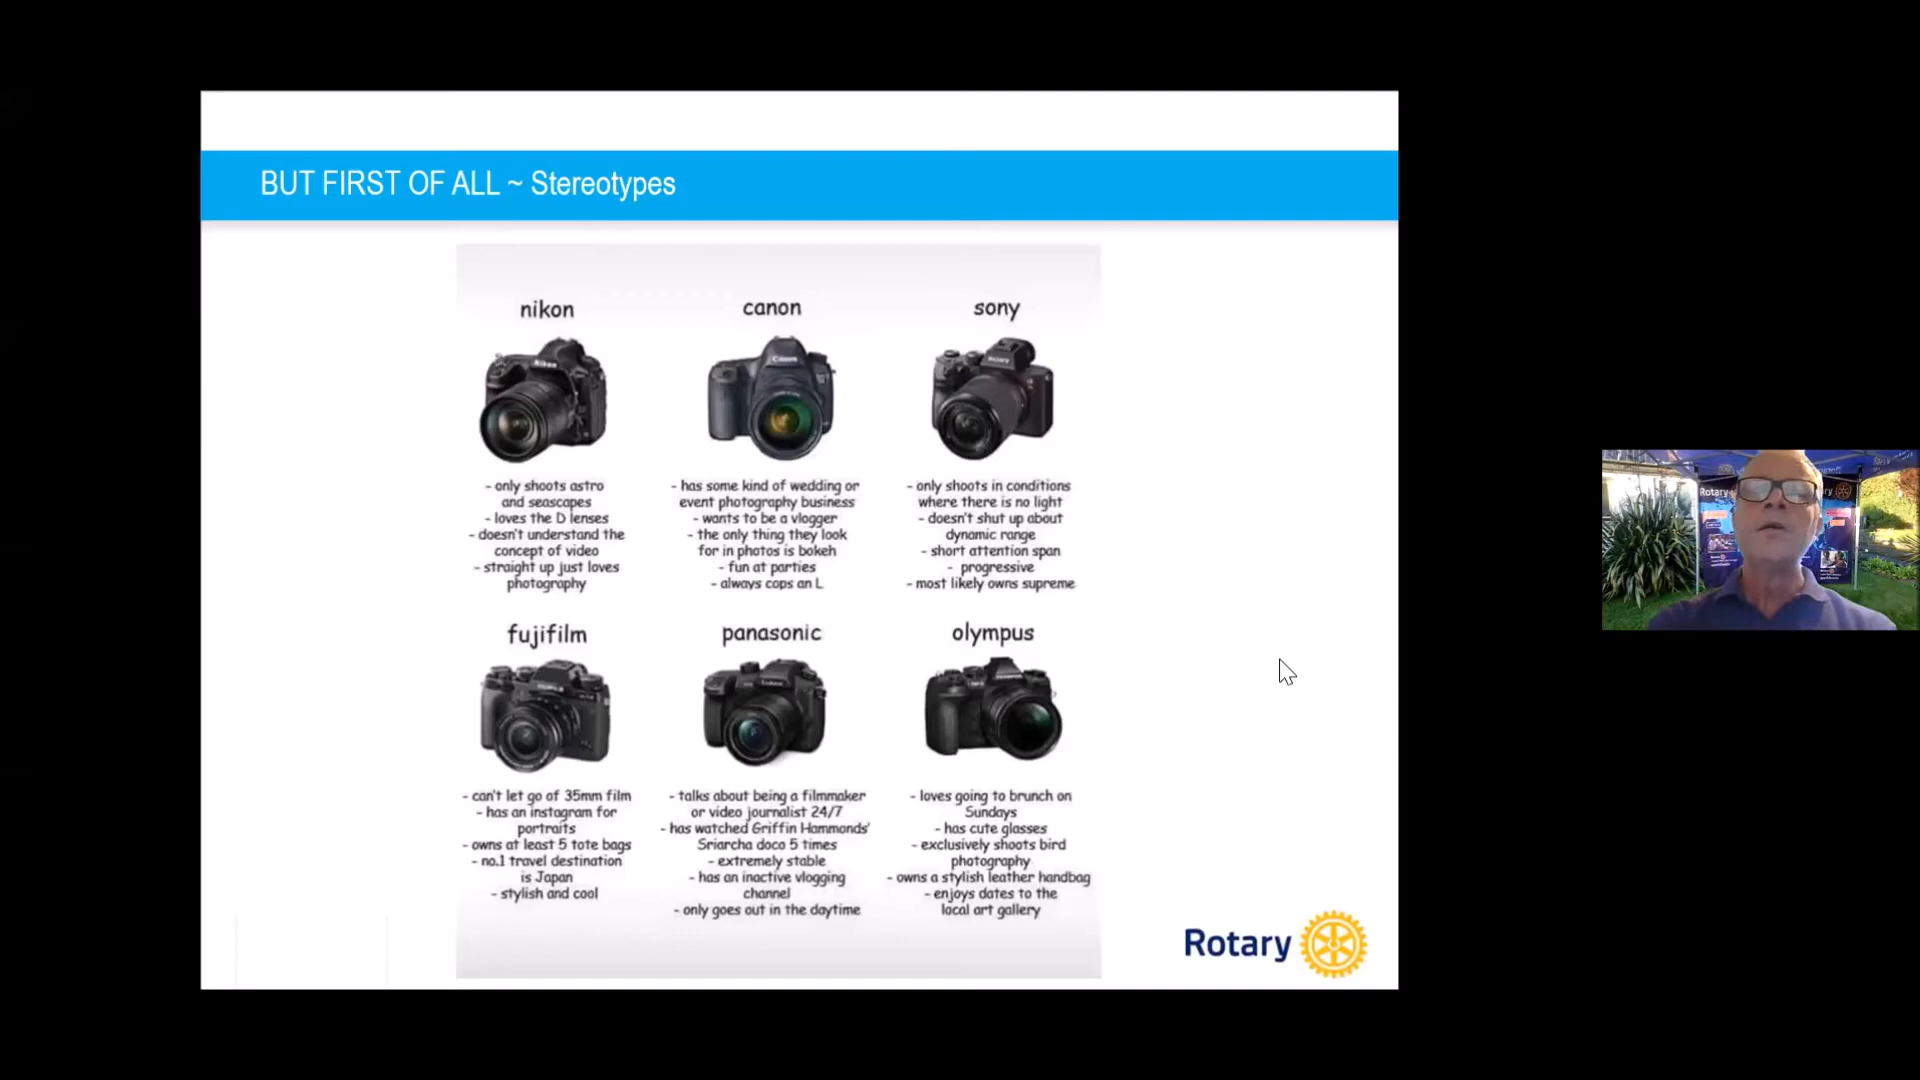 BUT FIRST OF ALL ~ Stereotypes
nikon
canon
sony
Nikon
Canon
SONY
- only shoots astro
and seascapes
- loves the D lenses
- doesn't understand the
concept of video
- straight up just loves
photography
- has some kind of wedding or
event photography business
- wants to be a vlogger
- the only thing they look
for in photos is bokeh
- fun at parties
- always cops an L
- only shoots in conditions
where there is no light
- doesn't shut up about
dynamic range
- short attention span
- progressive
- most likely owns supreme
fujifilm
panasonic
olympus
OLYMPUS
- can't let go of 35mm film
- has an instagram for
portraits
- owns at least 5 tote bags
- no.1 travel destination
is Japan
- stylish and cool
- talks about being a filmmaker
or video journalist 24/7
- has watched Griffin Hammonds'
Sriarcha doco 5 times
- extremely stable
- has an inactive vlogging
channel
- only goes out in the daytime
- loves going to brunch on
Sundays
- has cute glasses
- exclusively shoots bird
photography
- owns a stylish leather handbag
- enjoys dates to the
local art gallery
Rotary
Rotary